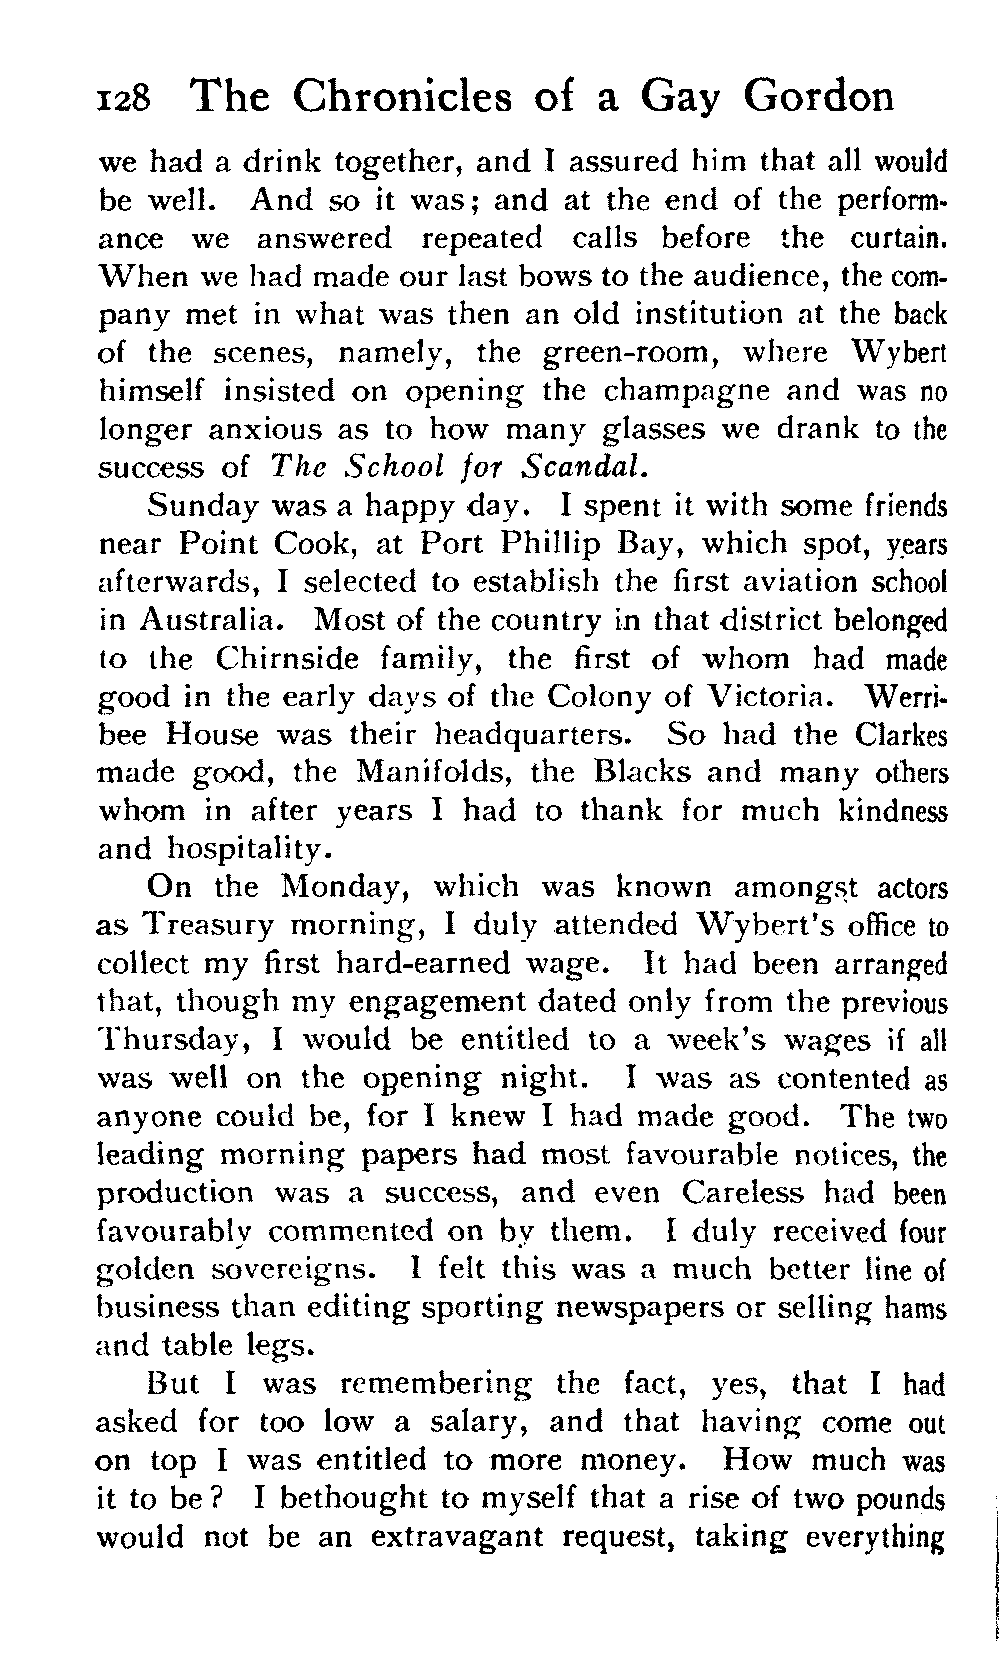 128 The Chronicles of a Gay Gordon
we had a drink together, and I assured him that all would
be well. And so it was; and at the end of the perform-
ance we answered repeated calls before the curtain.
When we had made our last bows to the audience, the com-
pany met in what was then an old institution at the back
of the scenes, namely, the green-room, where Wybert
himself insisted on opening the champagne and was no
longer anxious as to how many glasses we drank to the
success of The School for Scandal.
Sunday was a happy day. I spent it with some friends
near Point Cook, at Port Phillip Bay, which spot, years
afterwards, I selected to establish the first aviation school
in Australia. Most of the country in that district belonged
to the Chirnside family, the first of whom had made
good in the early days of the Colony of Victoria. Werri-
bee House was their headquarters. So had the Clarkes
made good, the Manifolds, the Blacks and many others
whom in after years I had to thank for much kindness
and hospitality.
On the Monday, which was known amongst actors
as Treasury morning, I duly attended Wybert's office to
collect my first hard-earned wage. It had been arranged
that, though my engagement dated only from the previous
Thursday, I would be entitled to a week's wages if all
was well on the opening night. I was as contented as
anyone could be, for I knew I had made good. The two
leading morning papers had most favourable notices, the
production was a success, and even Careless had been
favourably commented on by them. I duly received four
golden sovereigns. I felt this was a much better line of
business than editing sporting newspapers or selling hams
and table legs.
But I was remembering the fact, yes, that I had
asked for too low a salary, and that having come out
on top I was entitled to more money. How much was
it to be? I bethought to myself that a rise of two pounds
would not be an extravagant request, taking everything